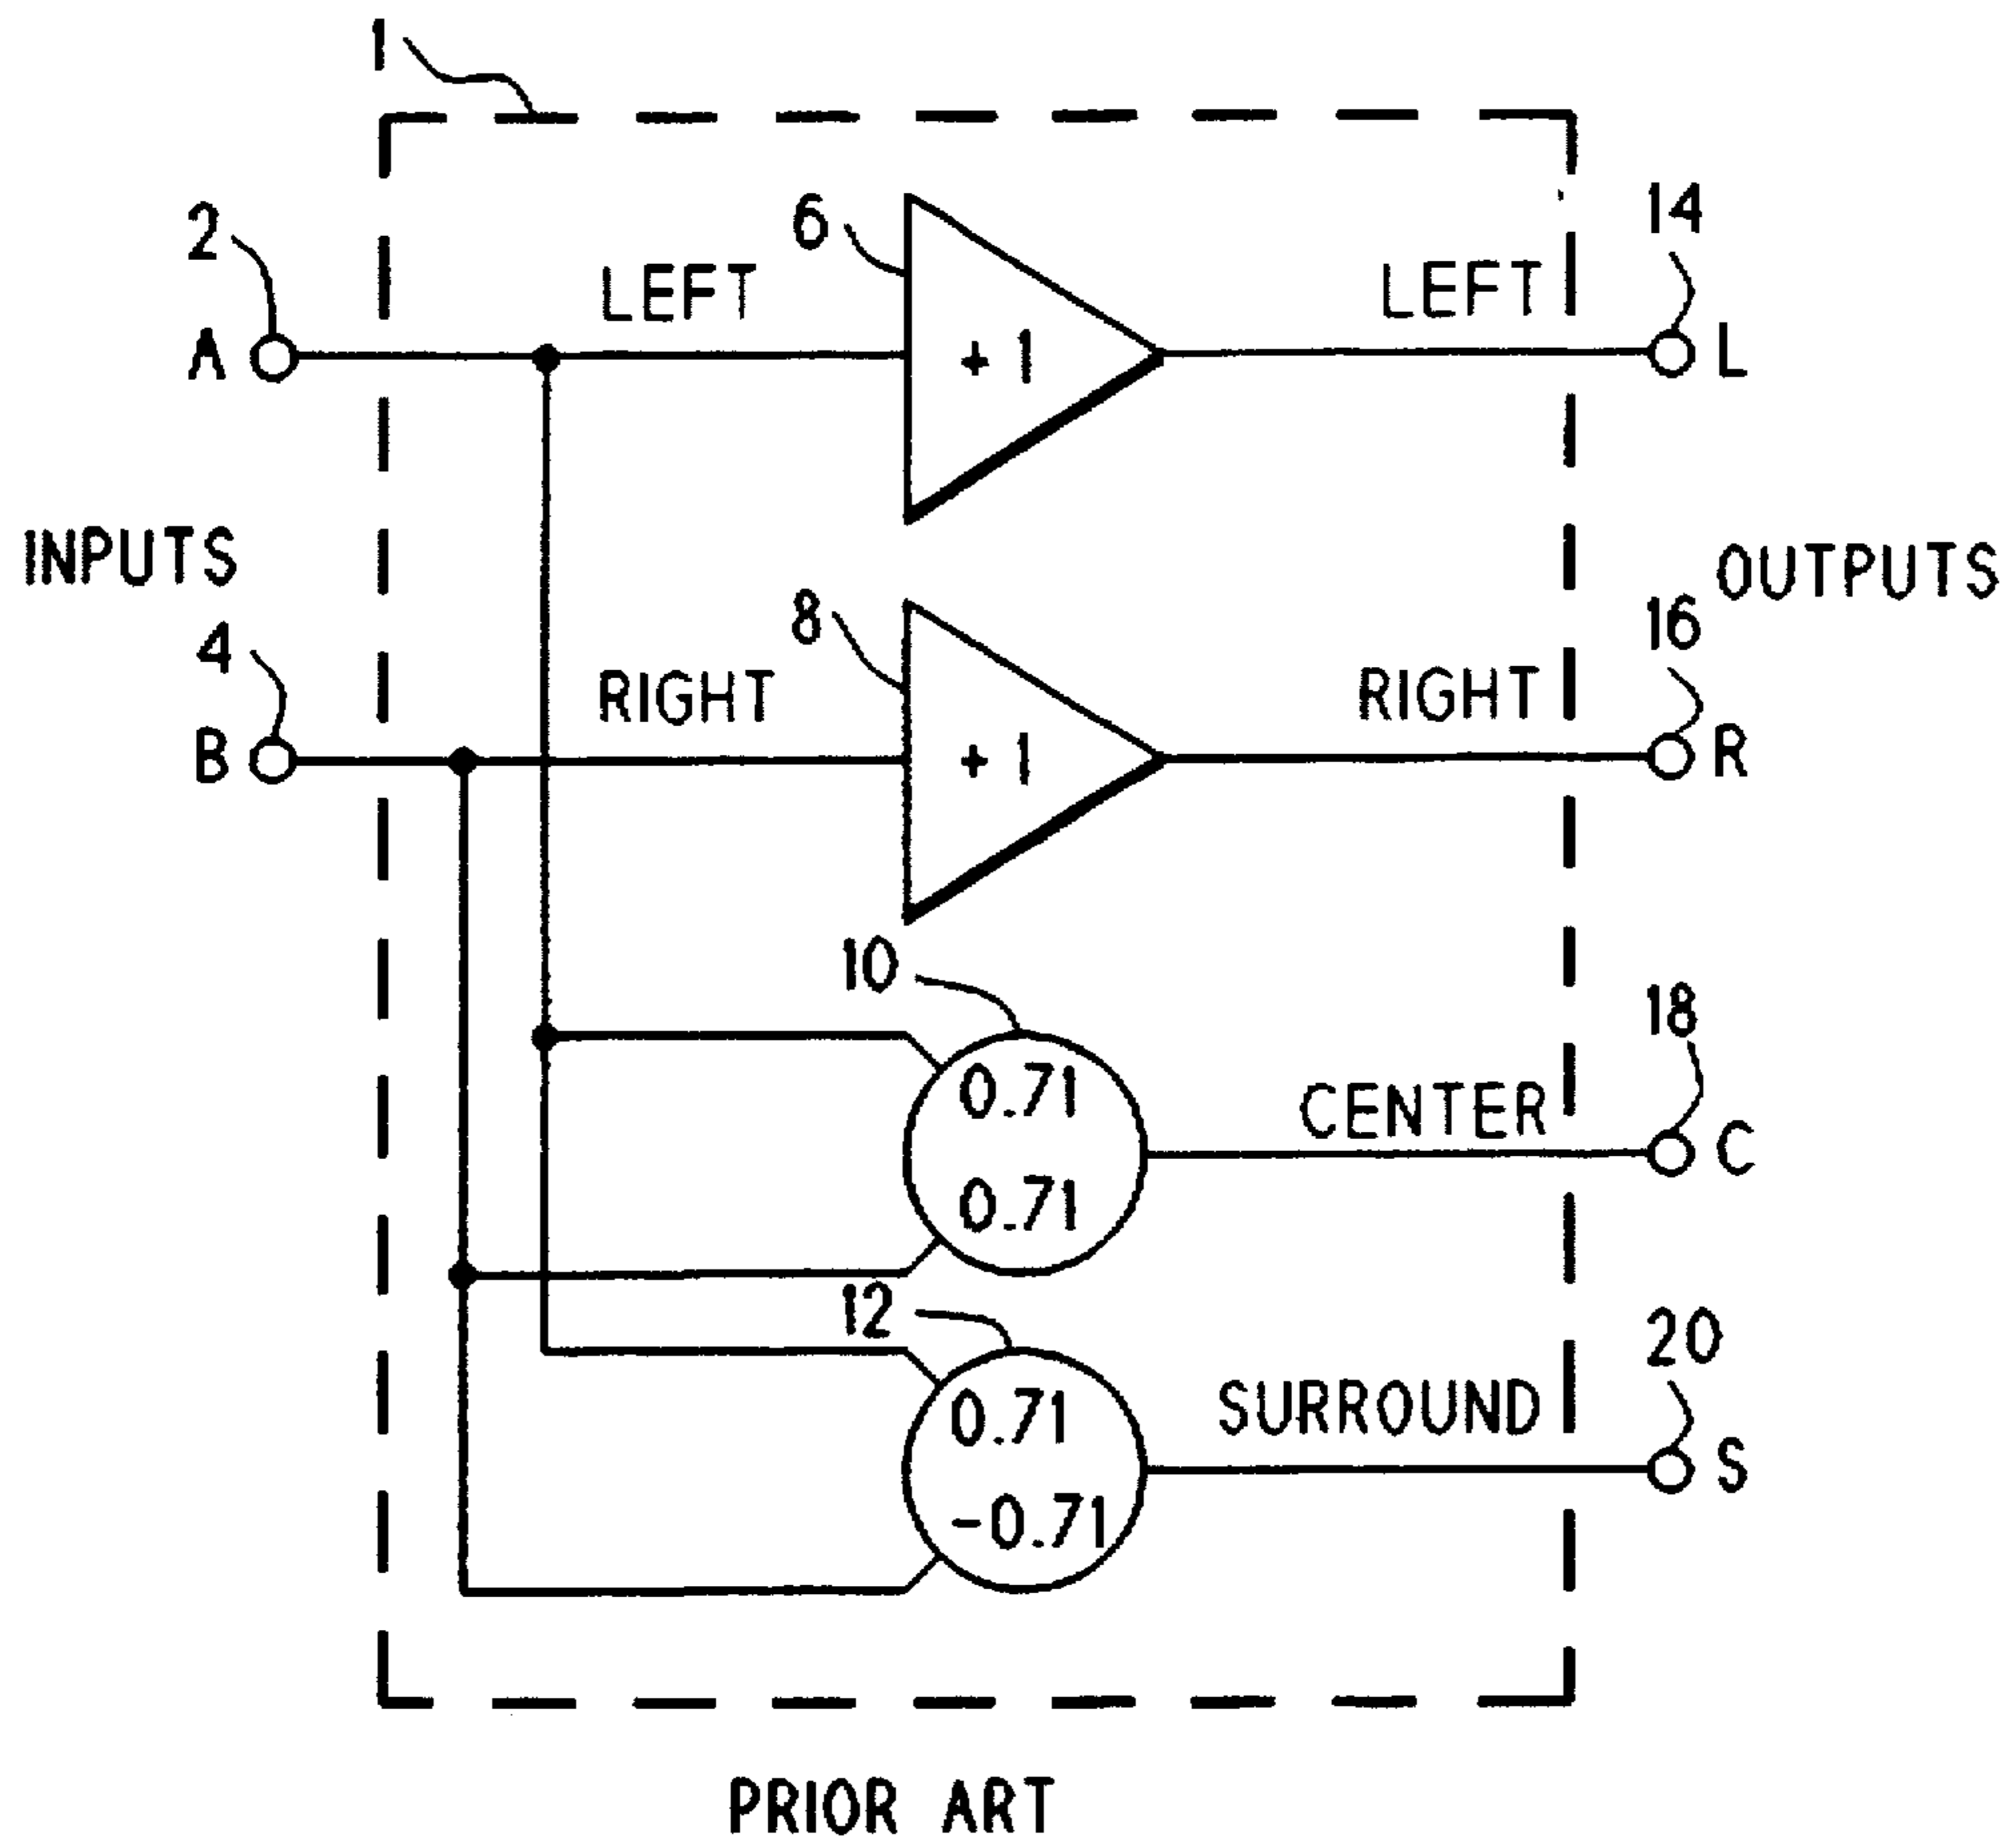 1
2
6
14
LEFT
LEFT
A
+1
L
INPUTS
OUTPUTS
4
8
16
RIGHT
RIGHT
B
+1
R
10
18
0.71
CENTER
C
0.71
12
20
0.71
SURROUND
S
-0.71
PRIOR ART